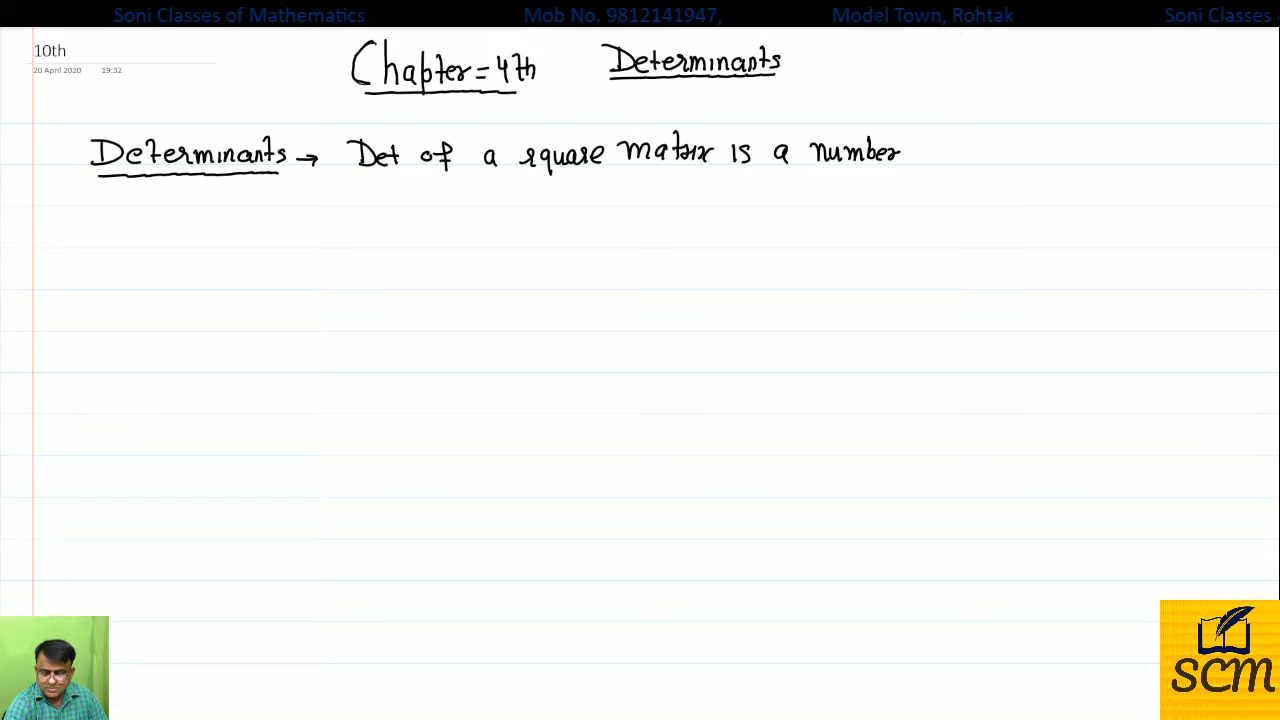 Soni Classes of Mathematics Mob No. 9812141947, Model Town, Rohtak Soni Classes
10th
20 April 2020 19:32
Chapter = 4th Determinants
Determinants → Det of a square matrix is a number
SCM